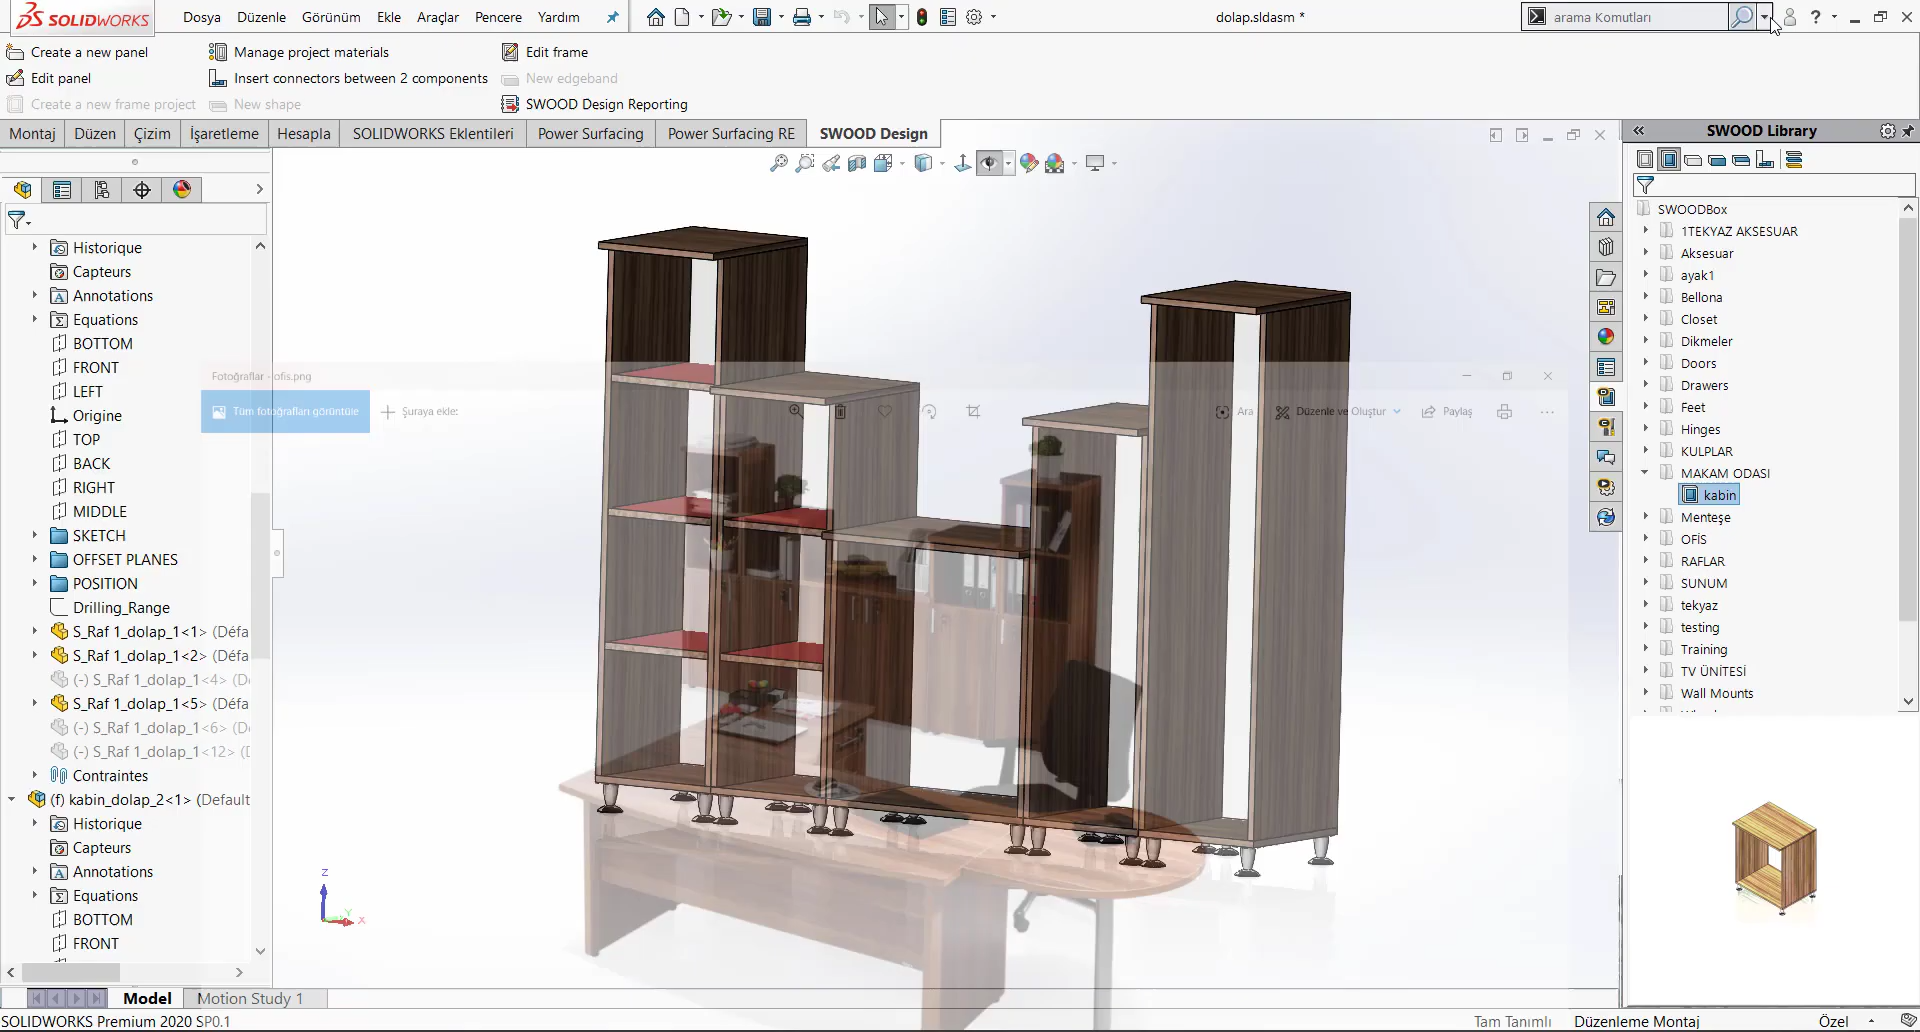 SOLIDWORKS
Dosya Düzenle Görünüm Ekle Araçlar Pencere Yardım
dolap.sldasm *
arama Komutları
Create a new panel
Manage project materials
Edit frame
Edit panel
Insert connectors between 2 components
New edgeband
Create a new frame project
New shape
SWOOD Design Reporting
Montaj Düzen Çizim İşaretleme Hesapla SOLIDWORKS Eklentileri Power Surfacing Power Surfacing RE SWOOD Design
SWOOD Library
Historique
Capteurs
Annotations
Equations
BOTTOM
FRONT
LEFT
Origine
TOP
BACK
RIGHT
MIDDLE
SKETCH
OFFSET PLANES
POSITION
Drilling_Range
S_Raf 1_dolap_1<1> (Défa
S_Raf 1_dolap_1<2> (Défa
(-) S_Raf 1_dolap_1<4> (D
S_Raf 1_dolap_1<5> (Défa
(-) S_Raf 1_dolap_1<6> (D
(-) S_Raf 1_dolap_1<12> (
Contraintes
(f) kabin_dolap_2<1> (Default
Historique
Capteurs
Annotations
Equations
BOTTOM
FRONT
Fotoğraflar - ofis.png
Tüm fotoğrafları görüntüle
Şuraya ekle:
Ara
Düzenle ve Oluştur
Paylaş
Z
Y
X
SWOODBox
1TEKYAZ AKSESUAR
Aksesuar
ayak1
Bellona
Closet
Dikmeler
Doors
Drawers
Feet
Hinges
KULPLAR
MAKAM ODASI
kabin
Menteşe
OFİS
RAFLAR
SUNUM
tekyaz
testing
Training
TV ÜNİTESİ
Wall Mounts
Model
Motion Study 1
SOLIDWORKS Premium 2020 SP0.1
Tam Tanımlı
Düzenleme Montaj
Özel